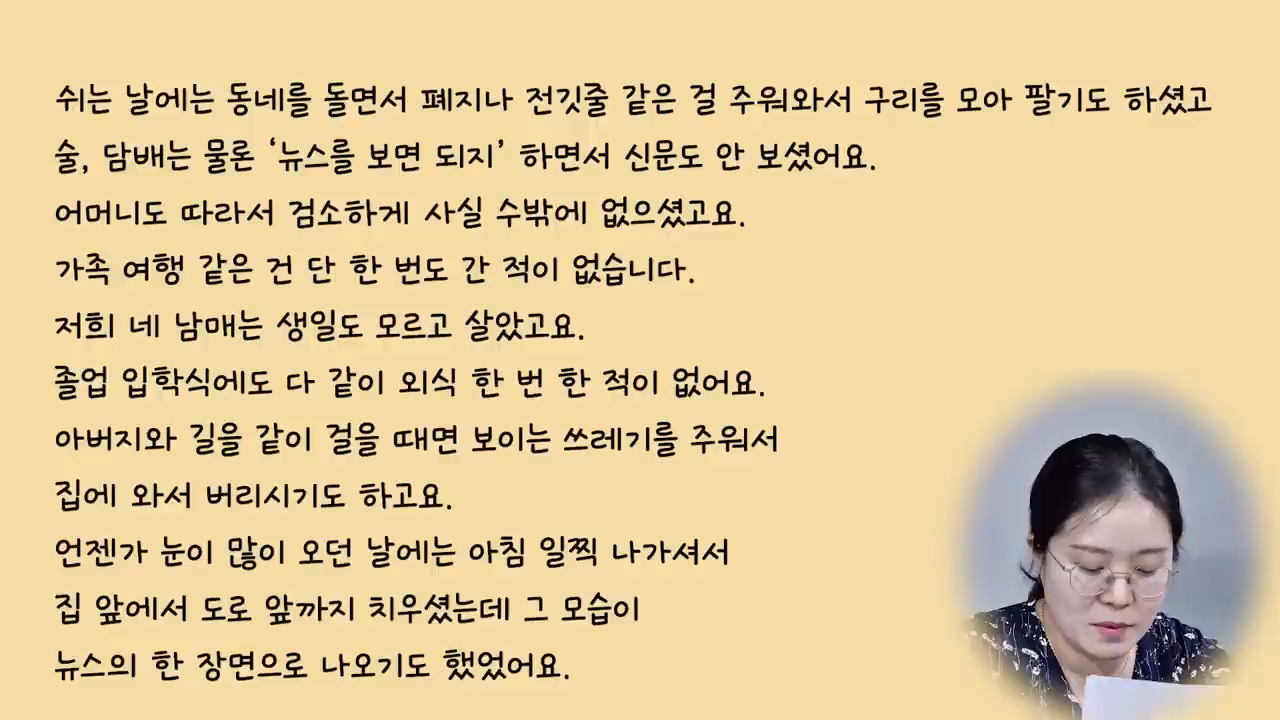 쉬는 날에는 동네를 돌면서 폐지나 전깃줄 같은 걸 주워와서 구리를 모아 팔기도 하셨고
술, 담배는 물론 ‘뉴스를 보면 되지’ 하면서 신문도 안 보셨어요.
어머니도 따라서 검소하게 사실 수밖에 없으셨고요.
가족 여행 같은 건 단 한 번도 간 적이 없습니다.
저희 네 남매는 생일도 모르고 살았고요.
졸업 입학식에도 다 같이 외식 한 번 한 적이 없어요.
아버지와 길을 같이 걸을 때면 보이는 쓰레기를 주워서
집에 와서 버리시기도 하고요.
언젠가 눈이 많이 오던 날에는 아침 일찍 나가셔서
집 앞에서 도로 앞까지 치우셨는데 그 모습이
뉴스의 한 장면으로 나오기도 했었어요.